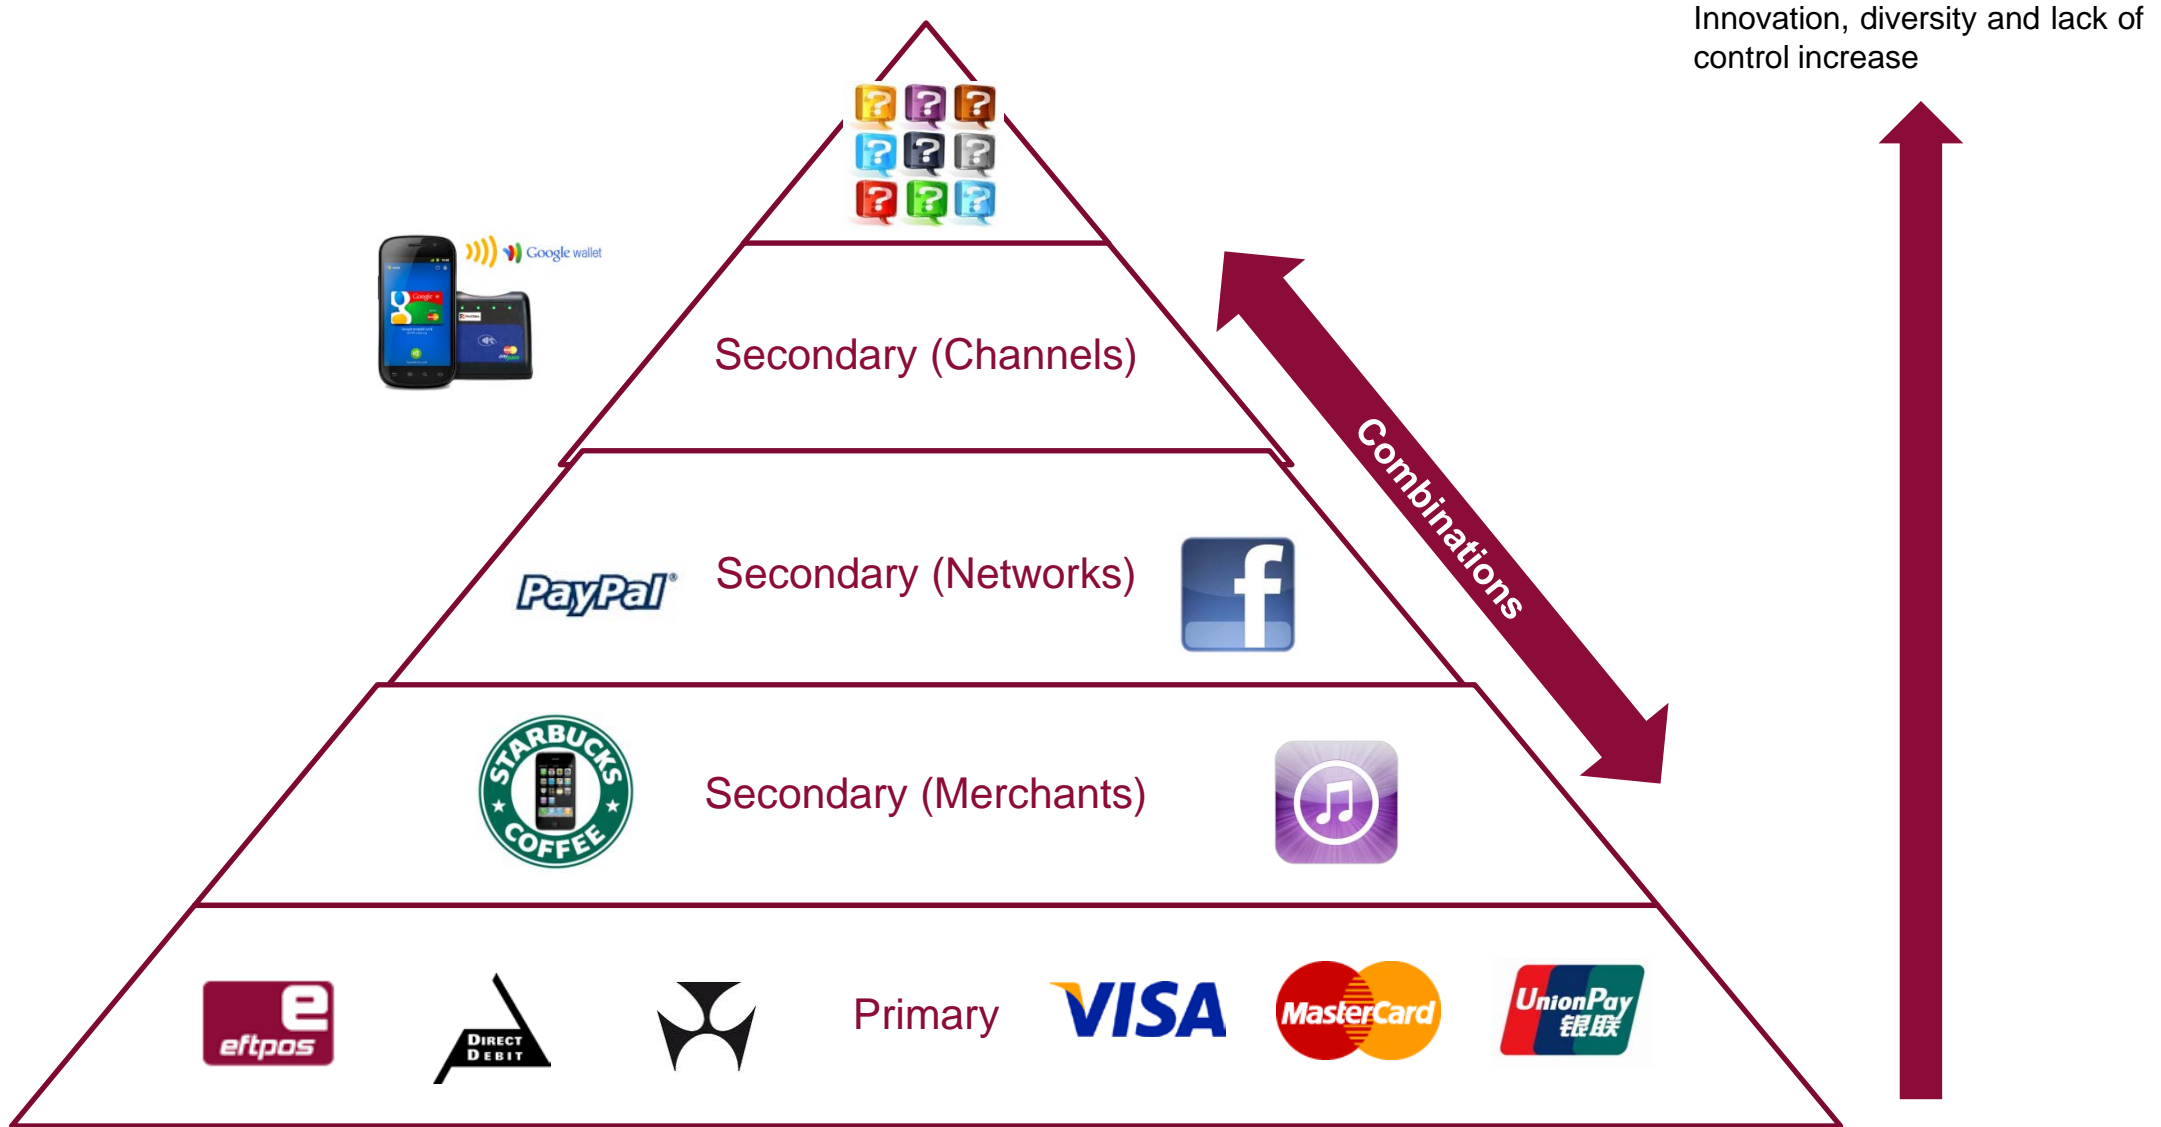 Innovation, diversity and lack of
control increase
? ? ?
? ? ?
? ? ?
Google wallet
Google
Secondary (Channels)
Combinations
PayPal®
Secondary (Networks)
f
STARBUCKS
COFFEE
Secondary (Merchants)
e
eftpos
DIRECT
DEBIT
Primary
VISA
MasterCard
UnionPay
银联